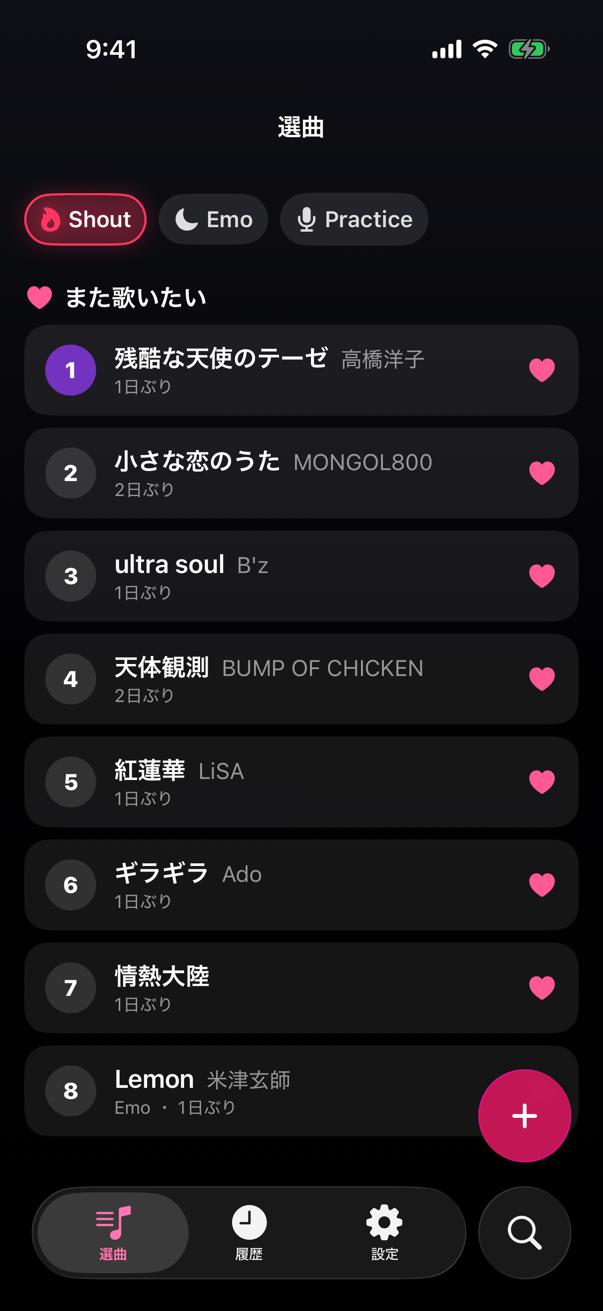 9:41
選曲
Shout
Emo
Practice
また歌いたい
1
残酷な天使のテーゼ 高橋洋子
1日ぶり
2
小さな恋のうた MONGOL800
2日ぶり
3
ultra soul B'z
1日ぶり
4
天体観測 BUMP OF CHICKEN
2日ぶり
5
紅蓮華 LiSA
1日ぶり
6
ギラギラ Ado
1日ぶり
7
情熱大陸
1日ぶり
8
Lemon 米津玄師
Emo ・ 1日ぶり
選曲
履歴
設定